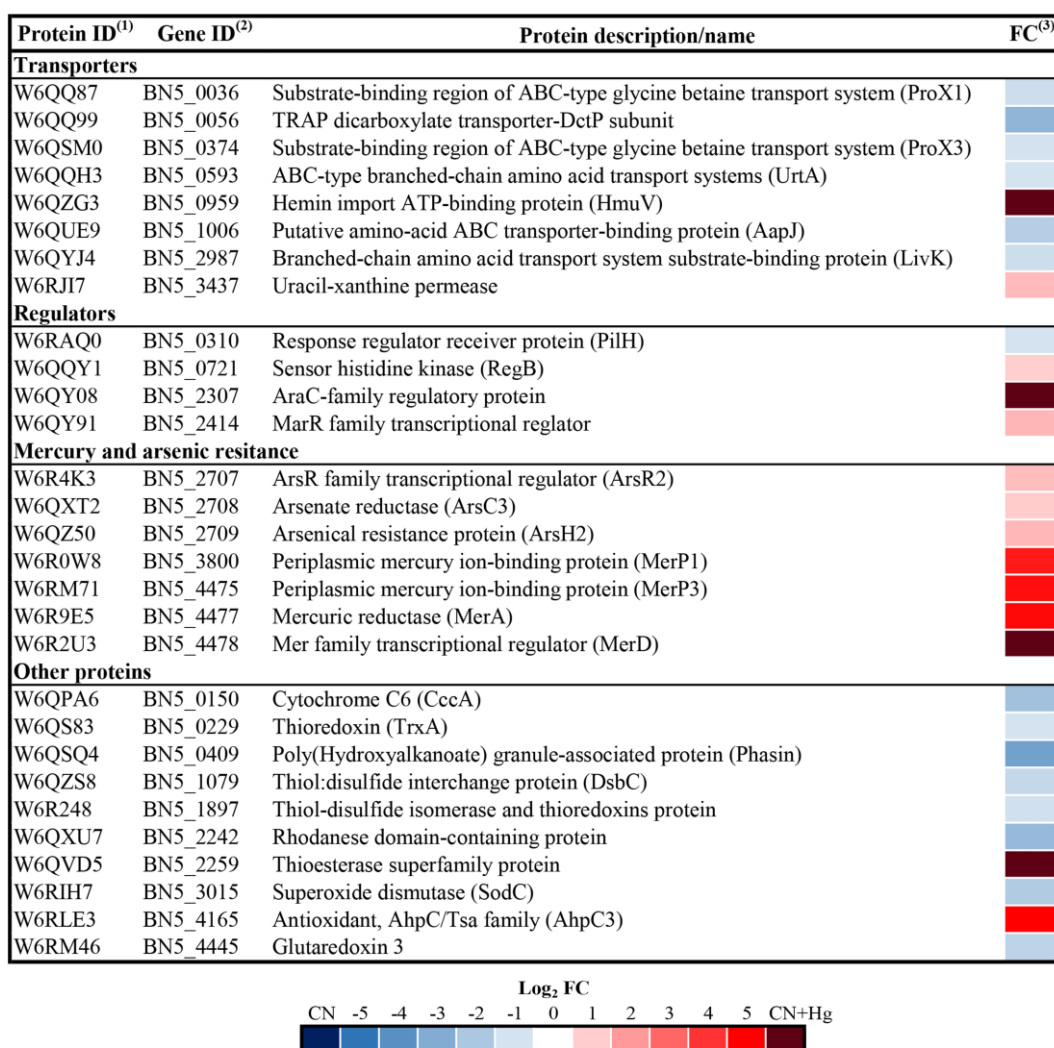 Protein ID(1) Gene ID(2) Protein description/name FC(3)
Transporters
W6QQ87 BN5_0036 Substrate-binding region of ABC-type glycine betaine transport system (ProX1)
W6QQ99 BN5_0056 TRAP dicarboxylate transporter-DctP subunit
W6QSM0 BN5_0374 Substrate-binding region of ABC-type glycine betaine transport system (ProX3)
W6QQH3 BN5_0593 ABC-type branched-chain amino acid transport systems (UrtA)
W6QZG3 BN5_0959 Hemin import ATP-binding protein (HmuV)
W6QUE9 BN5_1006 Putative amino-acid ABC transporter-binding protein (AapJ)
W6QYJ4 BN5_2987 Branched-chain amino acid transport system substrate-binding protein (LivK)
W6RJI7 BN5_3437 Uracil-xanthine permease
Regulators
W6RAQ0 BN5_0310 Response regulator receiver protein (PilH)
W6QQY1 BN5_0721 Sensor histidine kinase (RegB)
W6QY08 BN5_2307 AraC-family regulatory protein
W6QY91 BN5_2414 MarR family transcriptional reglator
Mercury and arsenic resitance
W6R4K3 BN5_2707 ArsR family transcriptional regulator (ArsR2)
W6QXT2 BN5_2708 Arsenate reductase (ArsC3)
W6QZ50 BN5_2709 Arsenical resistance protein (ArsH2)
W6R0W8 BN5_3800 Periplasmic mercury ion-binding protein (MerP1)
W6RM71 BN5_4475 Periplasmic mercury ion-binding protein (MerP3)
W6R9E5 BN5_4477 Mercuric reductase (MerA)
W6R2U3 BN5_4478 Mer family transcriptional regulator (MerD)
Other proteins
W6QPA6 BN5_0150 Cytochrome C6 (CccA)
W6QS83 BN5_0229 Thioredoxin (TrxA)
W6QSQ4 BN5_0409 Poly(Hydroxyalkanoate) granule-associated protein (Phasin)
W6QZS8 BN5_1079 Thiol:disulfide interchange protein (DsbC)
W6R248 BN5_1897 Thiol-disulfide isomerase and thioredoxins protein
W6QXU7 BN5_2242 Rhodanese domain-containing protein
W6QVD5 BN5_2259 Thioesterase superfamily protein
W6RIH7 BN5_3015 Superoxide dismutase (SodC)
W6RLE3 BN5_4165 Antioxidant, AhpC/Tsa family (AhpC3)
W6RM46 BN5_4445 Glutaredoxin 3
Log2 FC
CN -5 -4 -3 -2 -1 0 1 2 3 4 5 CN+Hg